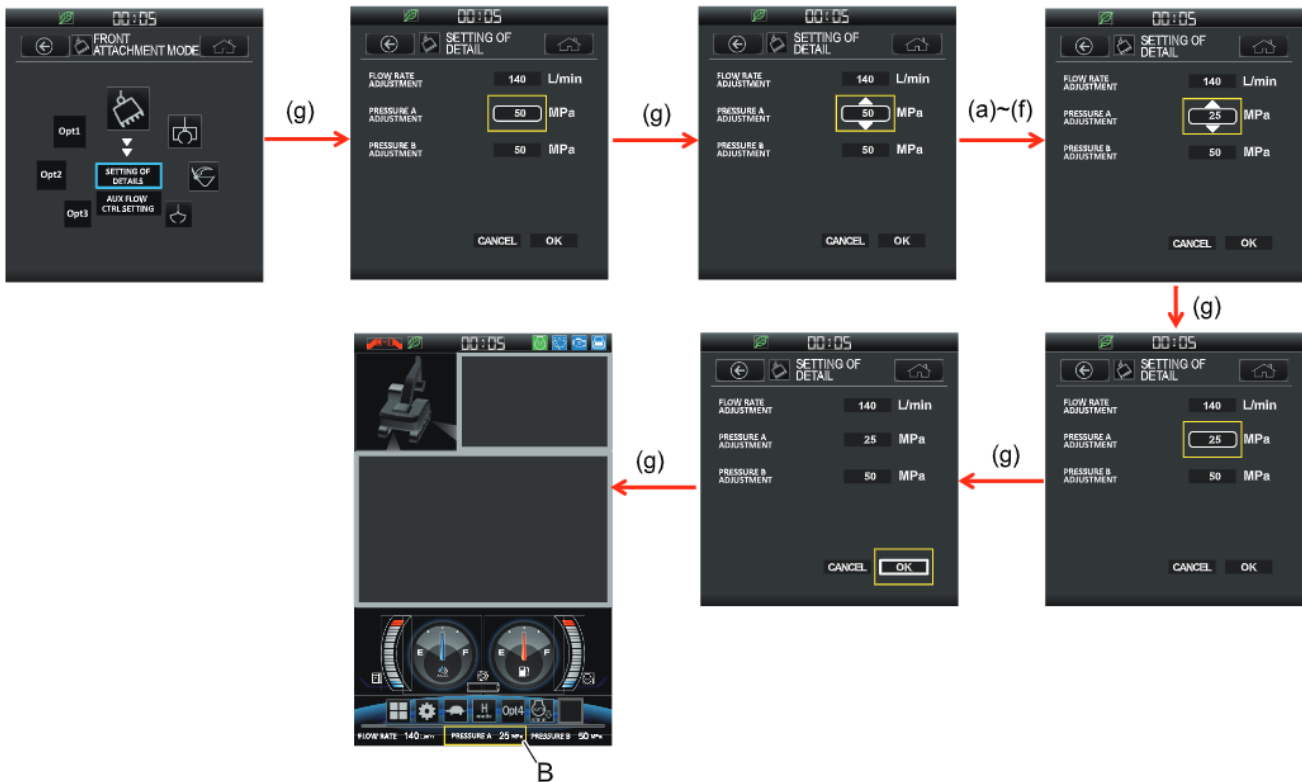 00:05
FRONT
ATTACHMENT MODE
Opt1
Opt2
SETTING OF
DETAILS
AUX FLOW
CTRL SETTING
Opt3
(g)
00:05
SETTING OF
DETAIL
FLOW RATE
ADJUSTMENT
140 L/min
PRESSURE A
ADJUSTMENT
50 MPa
PRESSURE B
ADJUSTMENT
50 MPa
CANCEL OK
(g)
00:05
SETTING OF
DETAIL
FLOW RATE
ADJUSTMENT
140 L/min
PRESSURE A
ADJUSTMENT
50 MPa
PRESSURE B
ADJUSTMENT
50 MPa
CANCEL OK
(a)~(f)
00:05
SETTING OF
DETAIL
FLOW RATE
ADJUSTMENT
140 L/min
PRESSURE A
ADJUSTMENT
25 MPa
PRESSURE B
ADJUSTMENT
50 MPa
CANCEL OK
(g)
00:05
SETTING OF
DETAIL
FLOW RATE
ADJUSTMENT
140 L/min
PRESSURE A
ADJUSTMENT
25 MPa
PRESSURE B
ADJUSTMENT
50 MPa
CANCEL OK
(g)
00:05
SETTING OF
DETAIL
FLOW RATE
ADJUSTMENT
140 L/min
PRESSURE A
ADJUSTMENT
25 MPa
PRESSURE B
ADJUSTMENT
50 MPa
CANCEL OK
(g)
00:05
E F
E F
H
Opt4
FLOW RATE 140 L/min PRESSURE A 25 MPa PRESSURE B 50 MPa
B